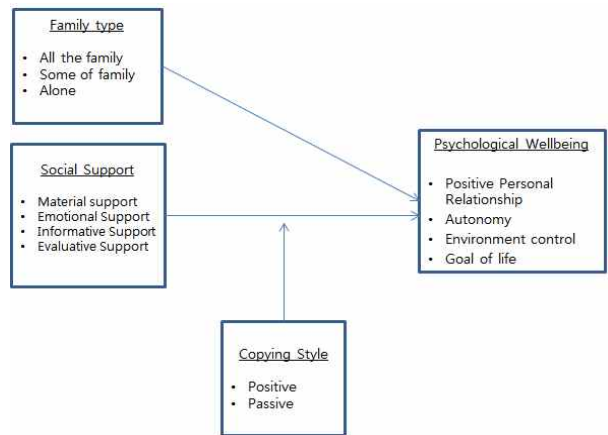 Family type
• All the family
• Some of family
• Alone
Social Support
• Material support
• Emotional Support
• Informative Support
• Evaluative Support
Psychological Wellbeing
• Positive Personal
Relationship
• Autonomy
• Environment control
• Goal of life
Copying Style
• Positive
• Passive